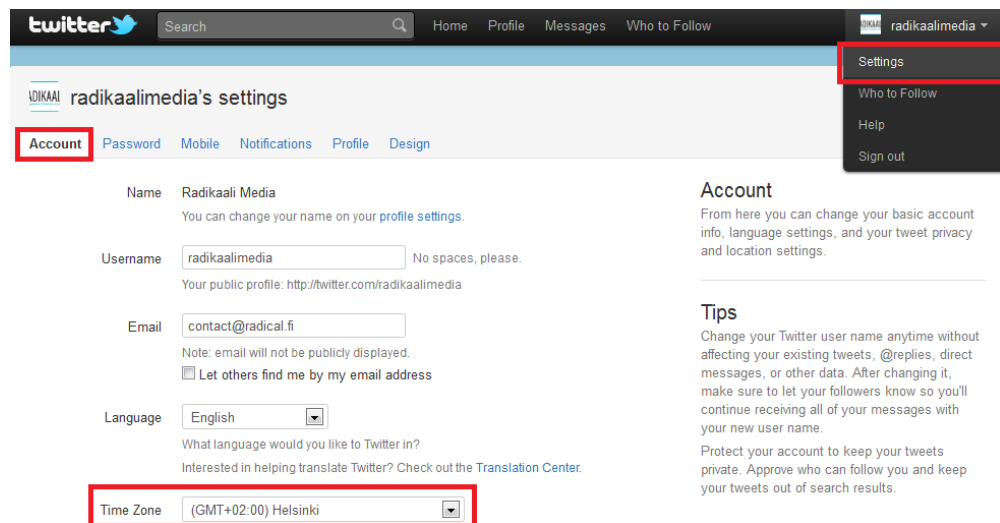 twitter Search Home Profile Messages Who to Follow radikaalimedia
Settings
Who to Follow
Help
Sign out
radikaalimedia's settings
Account Password Mobile Notifications Profile Design
Name Radikaali Media
You can change your name on your profile settings.
Username radikaalimedia No spaces, please.
Your public profile: http://twitter.com/radikaalimedia
Email contact@radical.fi
Note: email will not be publicly displayed.
Let others find me by my email address
Language English
What language would you like to Twitter in?
Interested in helping translate Twitter? Check out the Translation Center.
Time Zone (GMT+02:00) Helsinki
Account
From here you can change your basic account
info, language settings, and your tweet privacy
and location settings.
Tips
Change your Twitter user name anytime without
affecting your existing tweets, @replies, direct
messages, or other data. After changing it,
make sure to let your followers know so you'll
continue receiving all of your messages with
your new user name.
Protect your account to keep your tweets
private. Approve who can follow you and keep
your tweets out of search results.